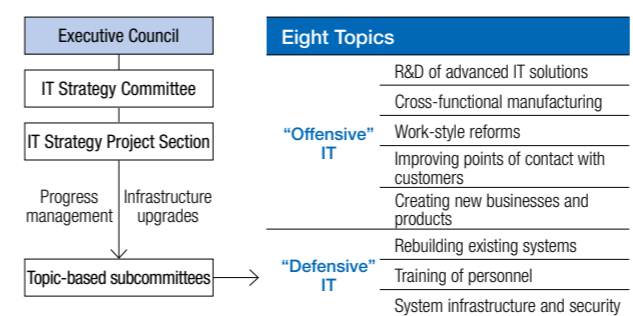 Executive Council
IT Strategy Committee
IT Strategy Project Section
Progress
management
Infrastructure
upgrades
Topic-based subcommittees
Eight Topics
“Offensive”
IT
R&D of advanced IT solutions
Cross-functional manufacturing
Work-style reforms
Improving points of contact with
customers
Creating new businesses and
products
“Defensive”
IT
Rebuilding existing systems
Training of personnel
System infrastructure and security